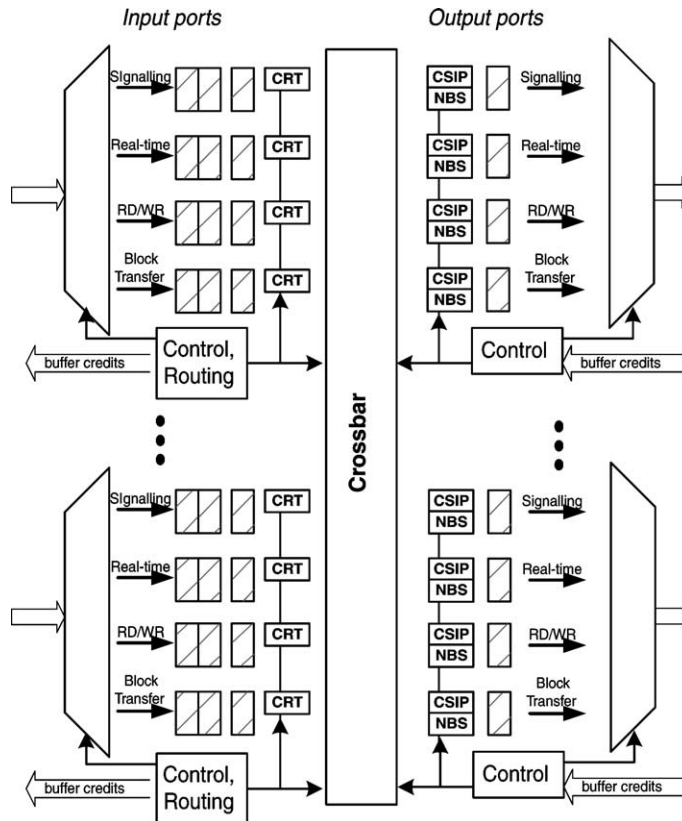 Input ports
Output ports
SIgnalling
CRT
Real-time
CRT
RD/WR
CRT
Block
Transfer
CRT
Control,
Routing
buffer credits
Crossbar
CSIP
NBS
Signalling
CSIP
NBS
Real-time
CSIP
NBS
RD/WR
CSIP
NBS
Block
Transfer
Control
buffer credits
SIgnalling
CRT
Real-time
CRT
RD/WR
CRT
Block
Transfer
CRT
Control,
Routing
buffer credits
CSIP
NBS
Signalling
CSIP
NBS
Real-time
CSIP
NBS
RD/WR
CSIP
NBS
Block
Transfer
Control
buffer credits